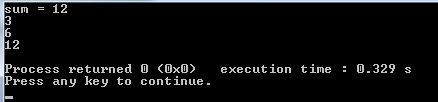 sum = 12
3
6
12
Process returned 0 (0x0)   execution time : 0.329 s
Press any key to continue.